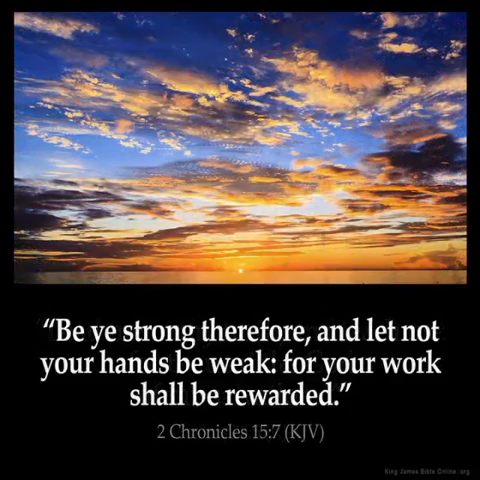 “Be ye strong therefore, and let not
your hands be weak: for your work
shall be rewarded.”
2 Chronicles 15:7 (KJV)
King James Bible Online .org